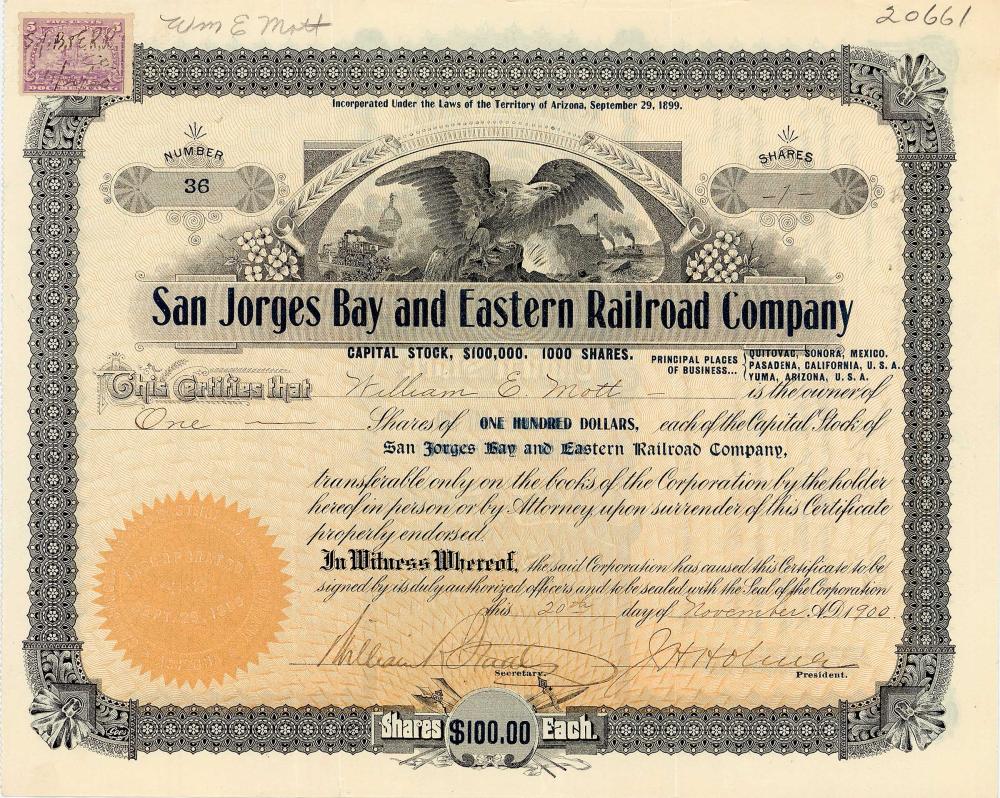 Wm E Mott
20661
5 5
DOCUMENTARY
Incorporated Under the Laws of the Territory of Arizona, September 29, 1899.
NUMBER
36
SHARES
-1-
San Jorges Bay and Eastern Railroad Company
CAPITAL STOCK, $100,000. 1000 SHARES.
PRINCIPAL PLACES OF BUSINESS...
QUITOVAC, SONORA, MEXICO.
PASADENA, CALIFORNIA, U. S. A.
YUMA, ARIZONA, U. S. A.
This Certifies that William E. Mott - is the owner of
One Shares of ONE HUNDRED DOLLARS, each of the Capital Stock of
San Jorges Bay and Eastern Railroad Company,
transferable only on the books of the Corporation by the holder
hereof in person or by Attorney, upon surrender of this Certificate
properly endorsed.
In Witness Whereof, the said Corporation has caused this Certificate to be
signed by its duly authorized officers and to be sealed with the Seal of the Corporation
this 20th day of November A.D. 1900.
William Secretary.
J H Holmes President.
Shares $100.00 Each.